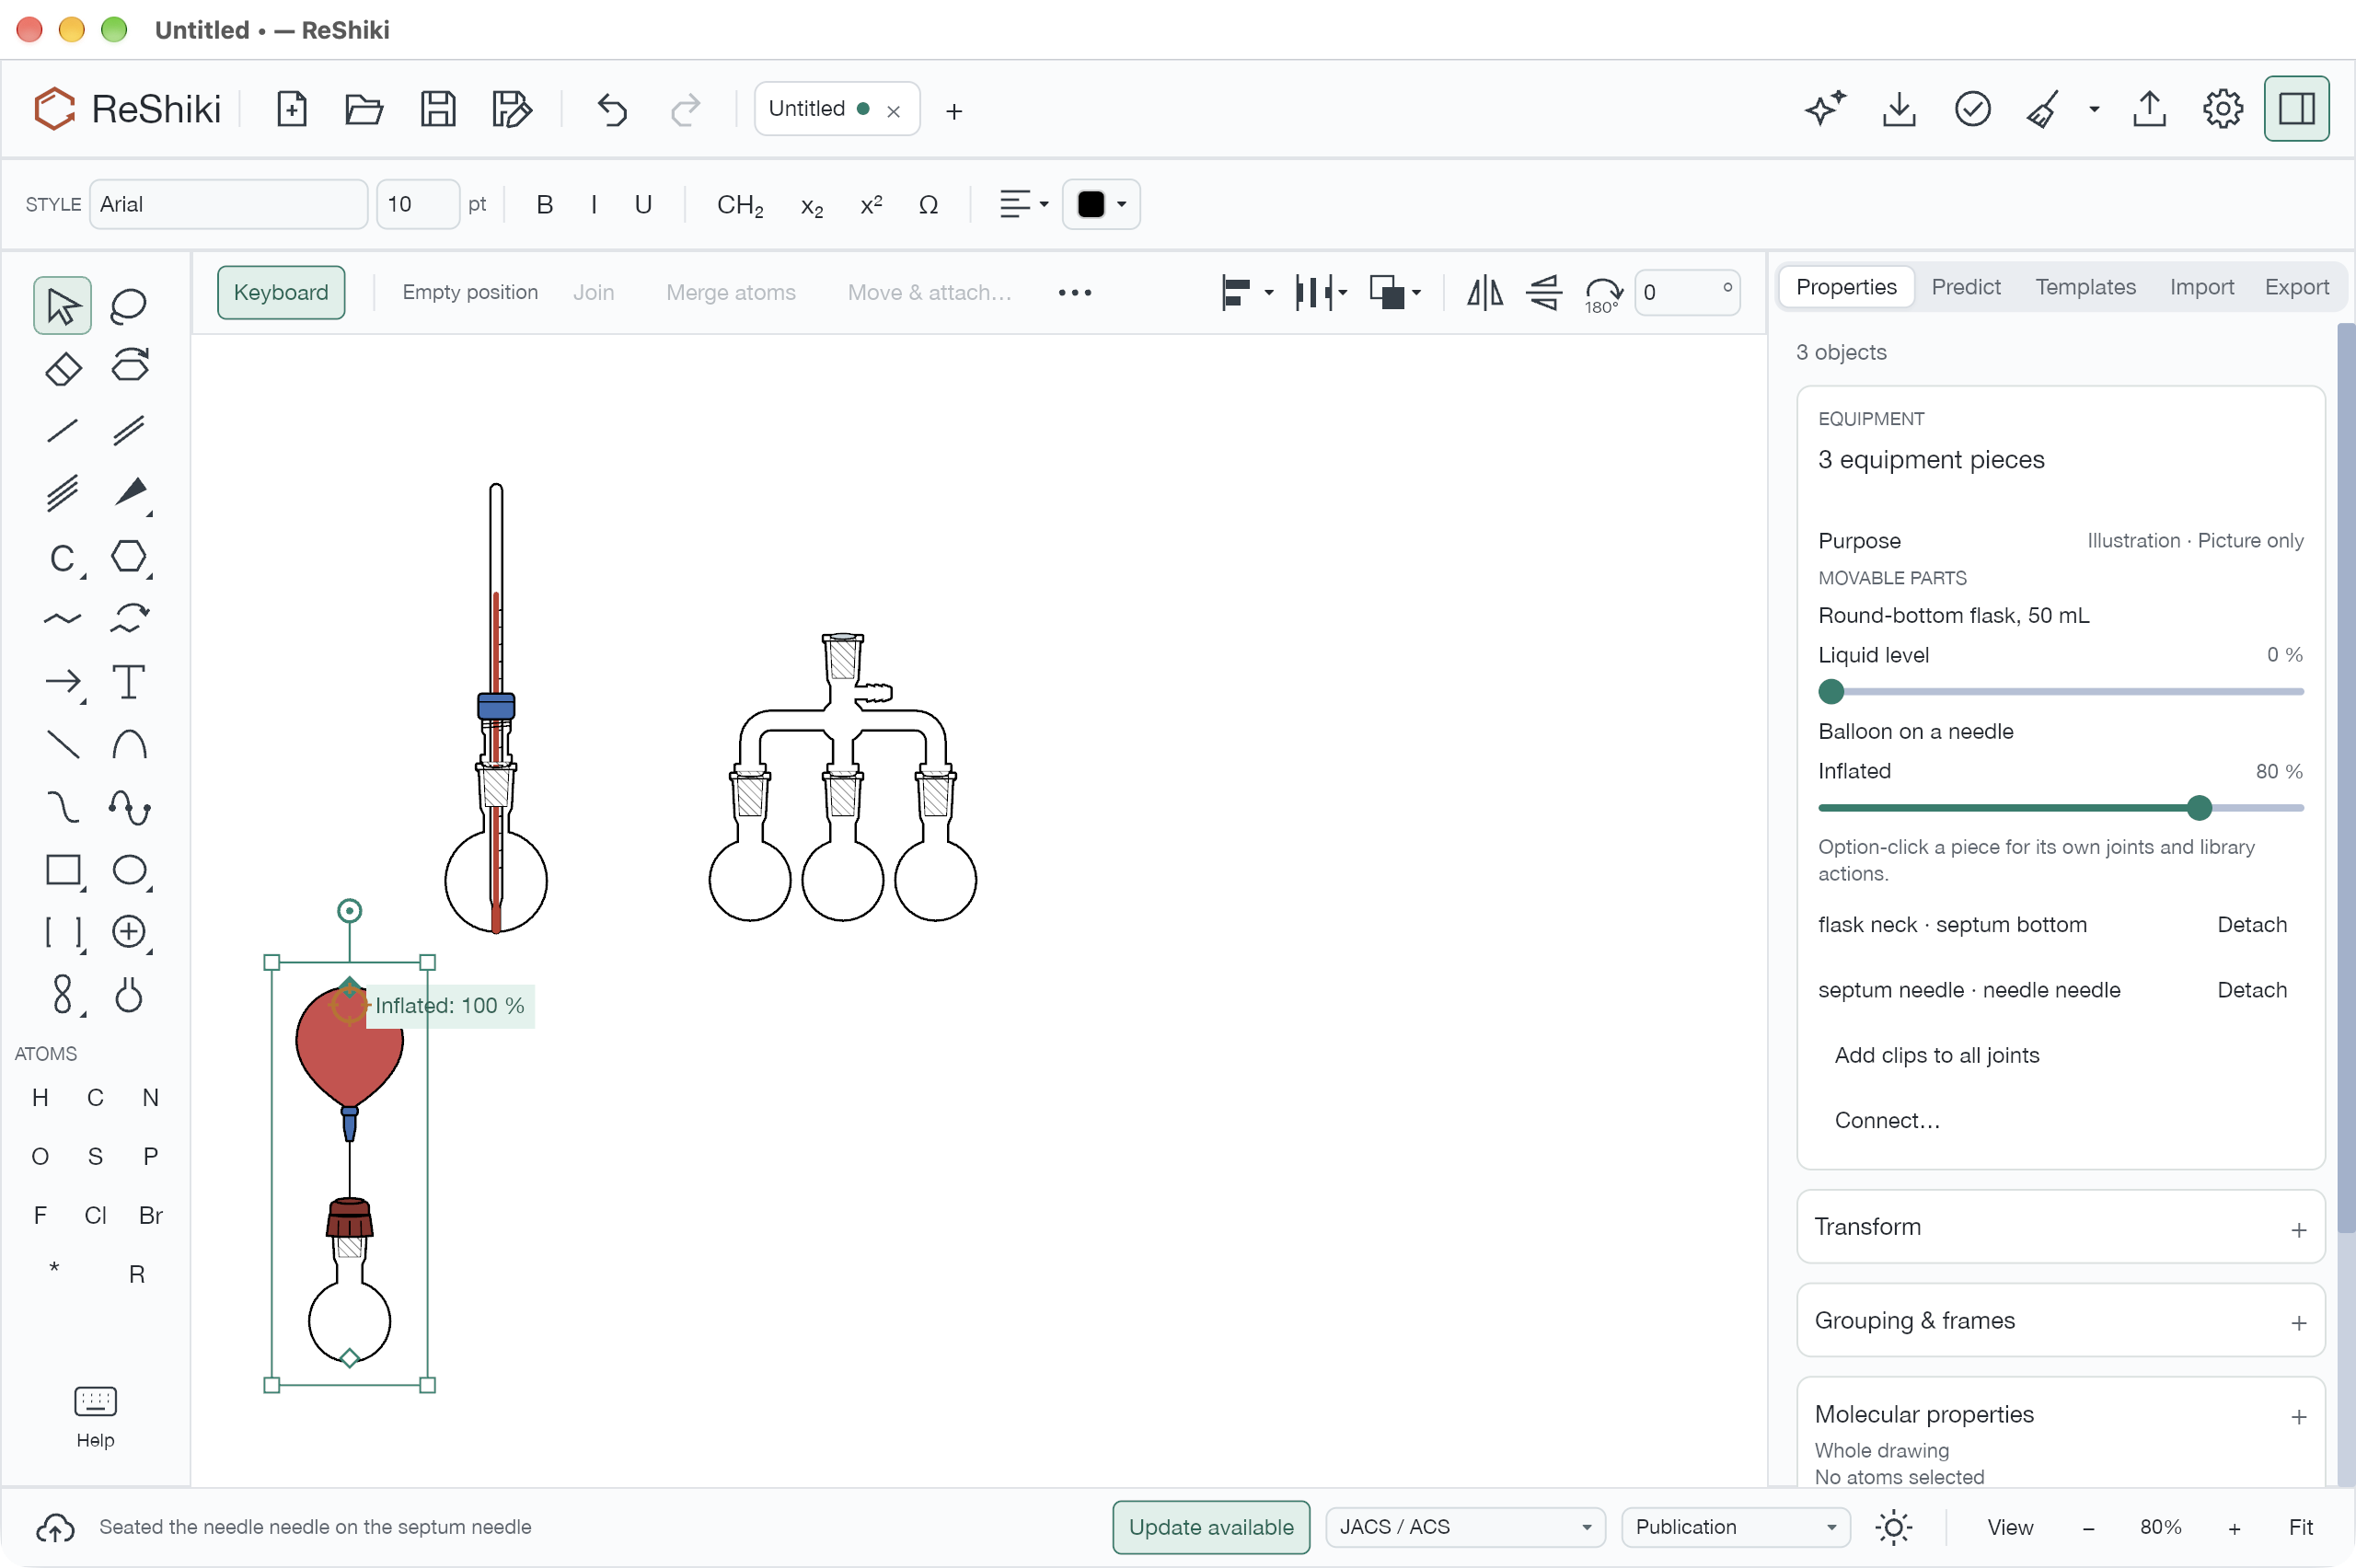 Untitled • — ReShiki
ReShiki
Untitled
STYLE Arial 10 pt B I U CH₂ x₂ x² Ω
Keyboard Empty position Join Merge atoms Move & attach... 180° 0 °
Properties Predict Templates Import Export
3 objects
EQUIPMENT
3 equipment pieces
Purpose Illustration · Picture only
MOVABLE PARTS
Round-bottom flask, 50 mL
Liquid level 0 %
Balloon on a needle
Inflated 80 %
Option-click a piece for its own joints and library
actions.
flask neck · septum bottom Detach
septum needle · needle needle Detach
Add clips to all joints
Connect...
Transform +
Grouping & frames +
Molecular properties +
Whole drawing
No atoms selected
Inflated: 100 %
C
T
ATOMS
H C N
O S P
F Cl Br
* R
Help
Seated the needle needle on the septum needle
Update available JACS / ACS Publication View − 80% + Fit